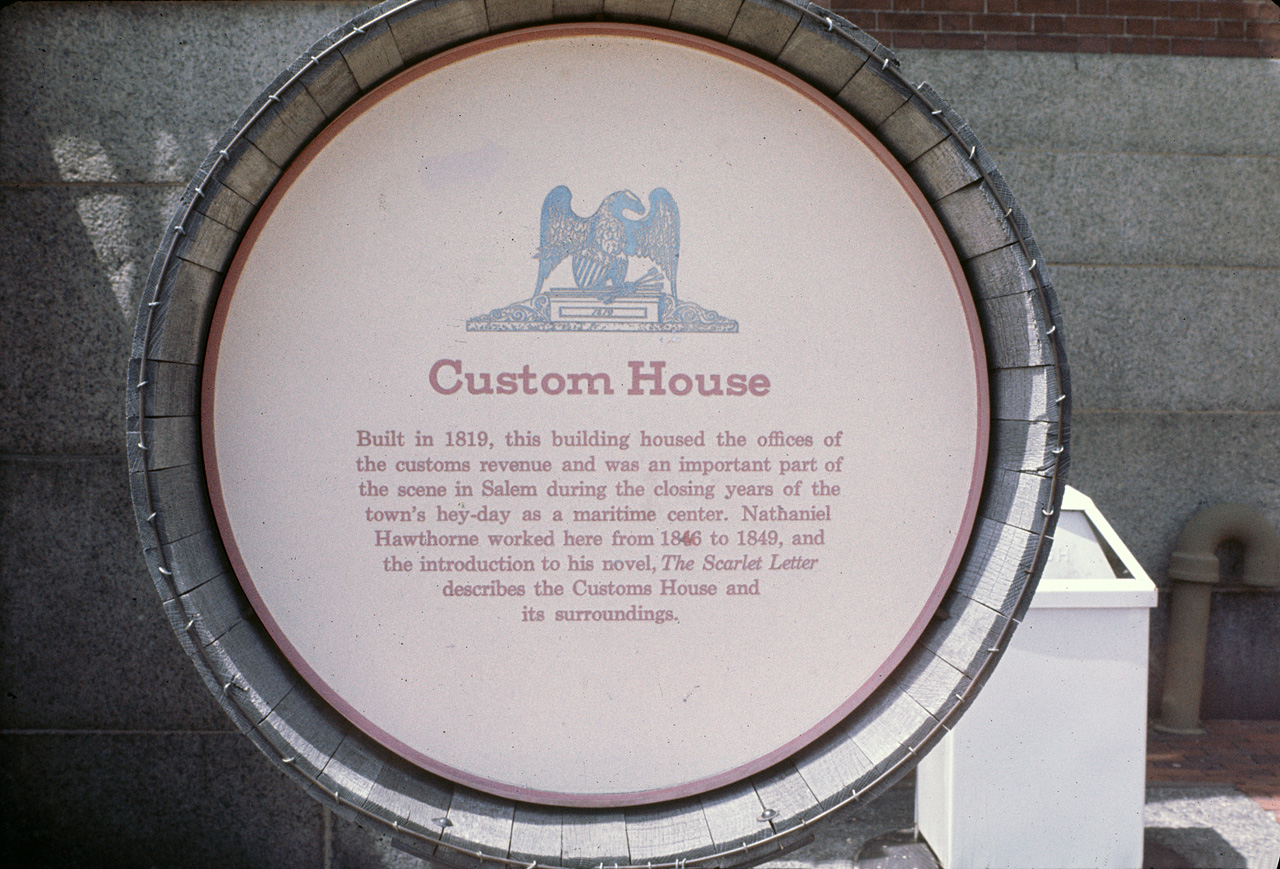 1819
Custom House
Built in 1819, this building housed the offices of
the customs revenue and was an important part of
the scene in Salem during the closing years of the
town's hey-day as a maritime center. Nathaniel
Hawthorne worked here from 1846 to 1849, and
the introduction to his novel, The Scarlet Letter
describes the Customs House and
its surroundings.